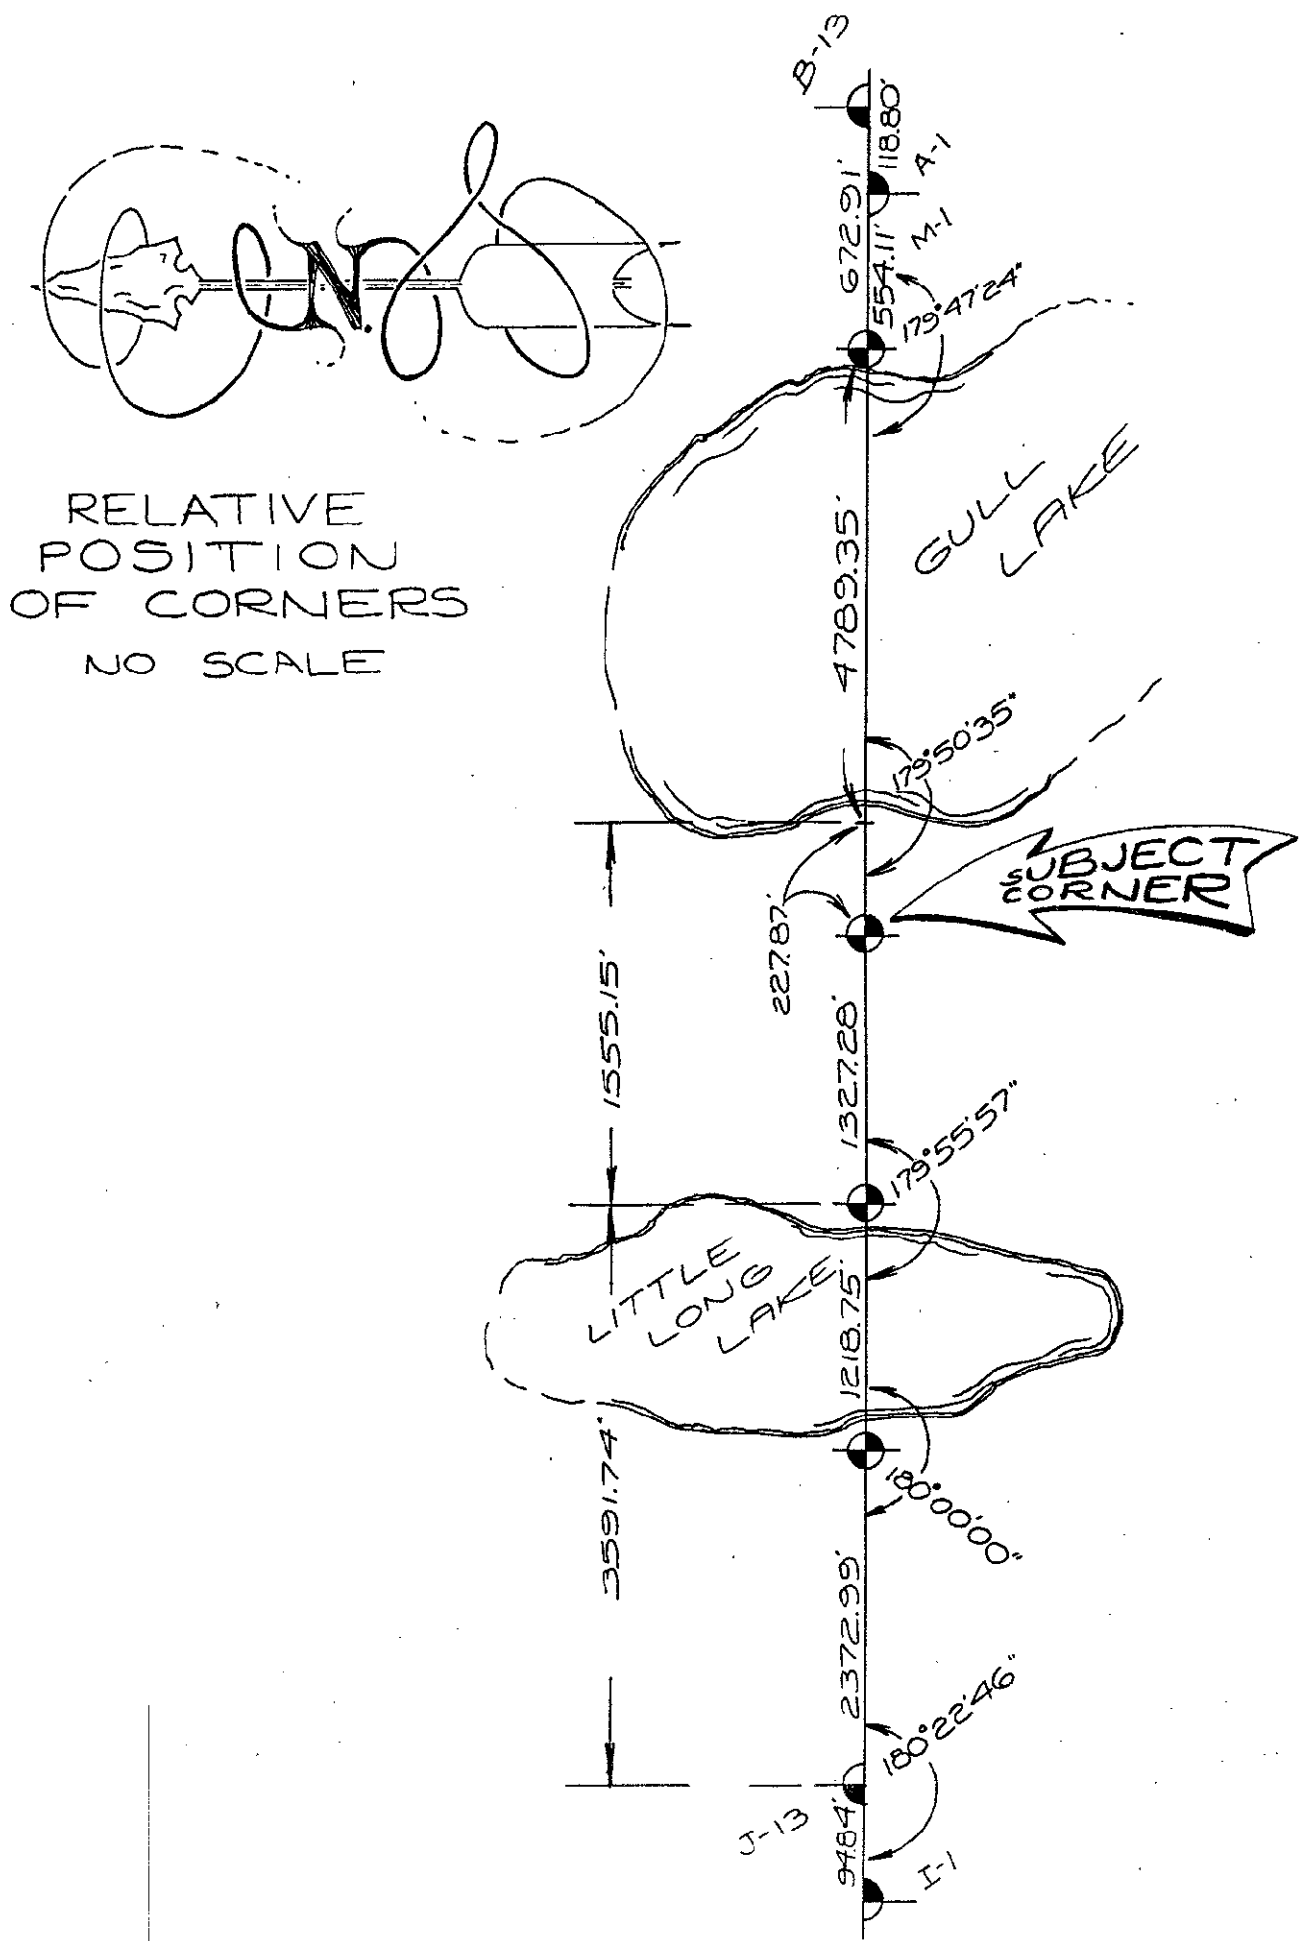 B-13
118.80'
A-1
672.91'
M-1
554.11'
179°47'24"
N.
RELATIVE
POSITION
OF CORNERS
NO SCALE
GULL
LAKE
4789.35'
179°50'35"
SUBJECT
CORNER
227.87'
1555.15'
1327.28'
179°55'57"
LITTLE
LONG
LAKE
1218.75'
3591.74'
180°00'00"
2372.99'
180°22'46"
J-13
94.84'
I-1